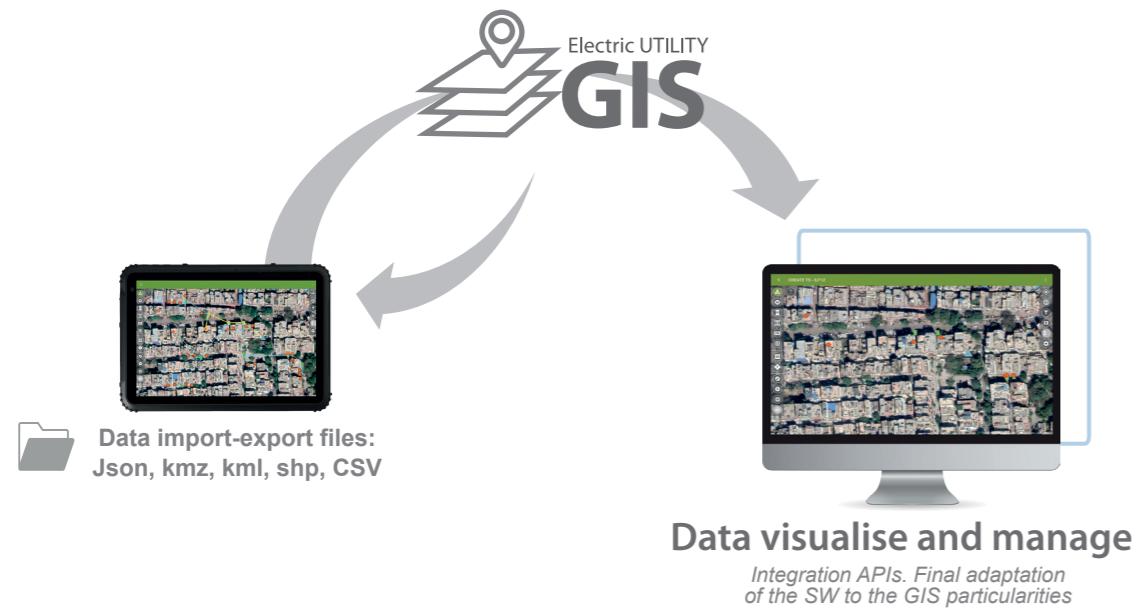 Electric UTILITY
GIS
Data import-export files:
Json, kmz, kml, shp, CSV
Data visualise and manage
Integration APIs. Final adaptation
of the SW to the GIS particularities